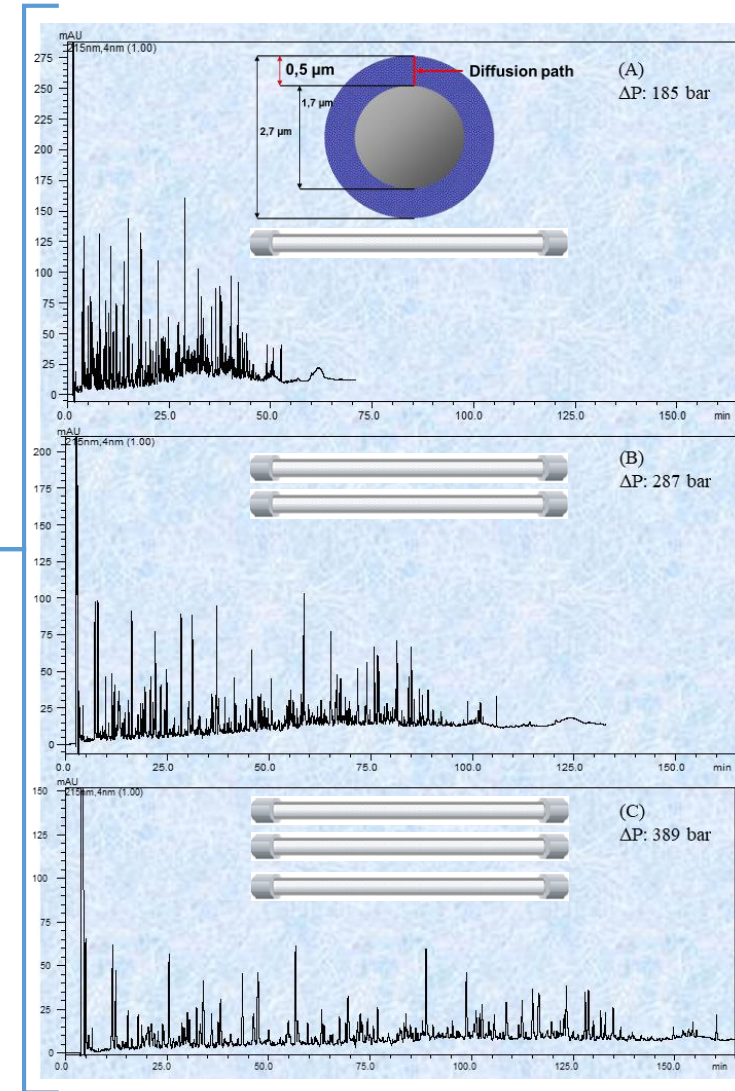 mAU
215nm,4nm (1.00)
275
250
225
200
175
150
125
100
75
50
25
0
0,5 µm
Diffusion path
1,7 µm
2,7 µm
(A)
ΔP: 185 bar
0.0 25.0 50.0 75.0 100.0 125.0 150.0 min
mAU
215nm,4nm (1.00)
200
175
150
125
100
75
50
25
0
(B)
ΔP: 287 bar
0.0 25.0 50.0 75.0 100.0 125.0 150.0 min
mAU
215nm,4nm (1.00)
150
100
75
50
25
0
(C)
ΔP: 389 bar
0.0 25.0 50.0 75.0 100.0 125.0 150.0 min